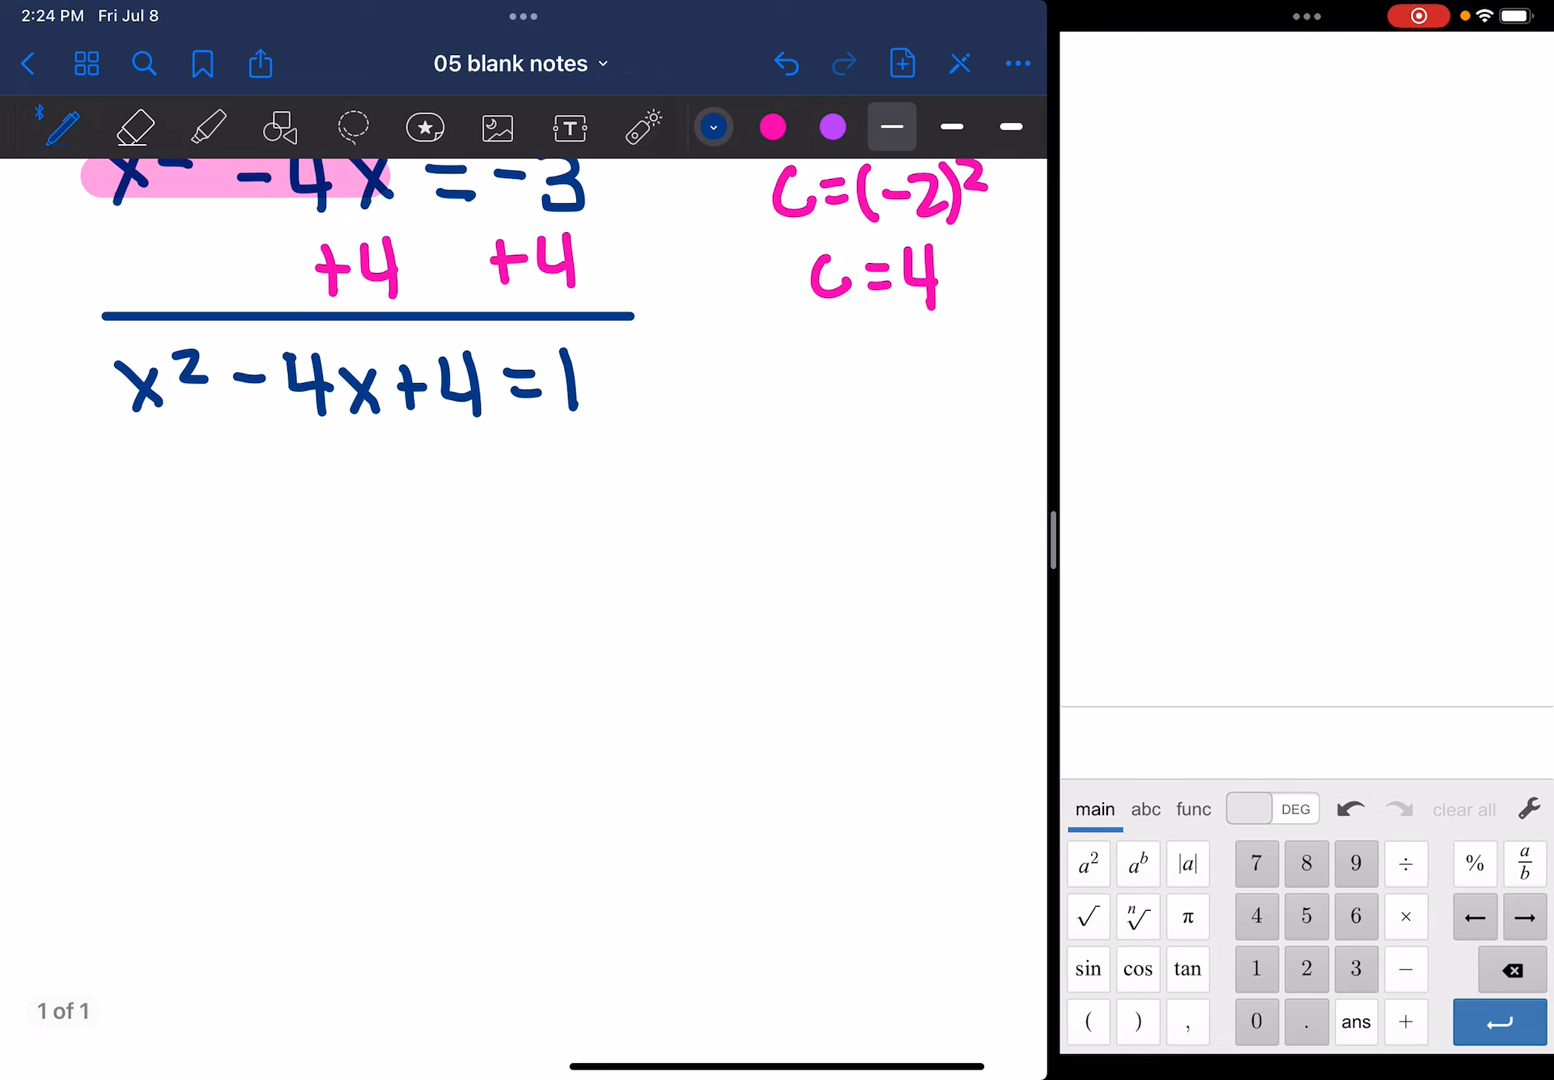 2:24 PM Fri Jul 8
05 blank notes
x² - 4x = -3
+4 +4
x² - 4x + 4 = 1
c = (-2)²
c = 4
1 of 1
main abc func DEG clear all
a² aᵇ |a| 7 8 9 ÷ % a/b
√ ⁿ√ π 4 5 6 × ← →
sin cos tan 1 2 3 −
( ) , 0 . ans +